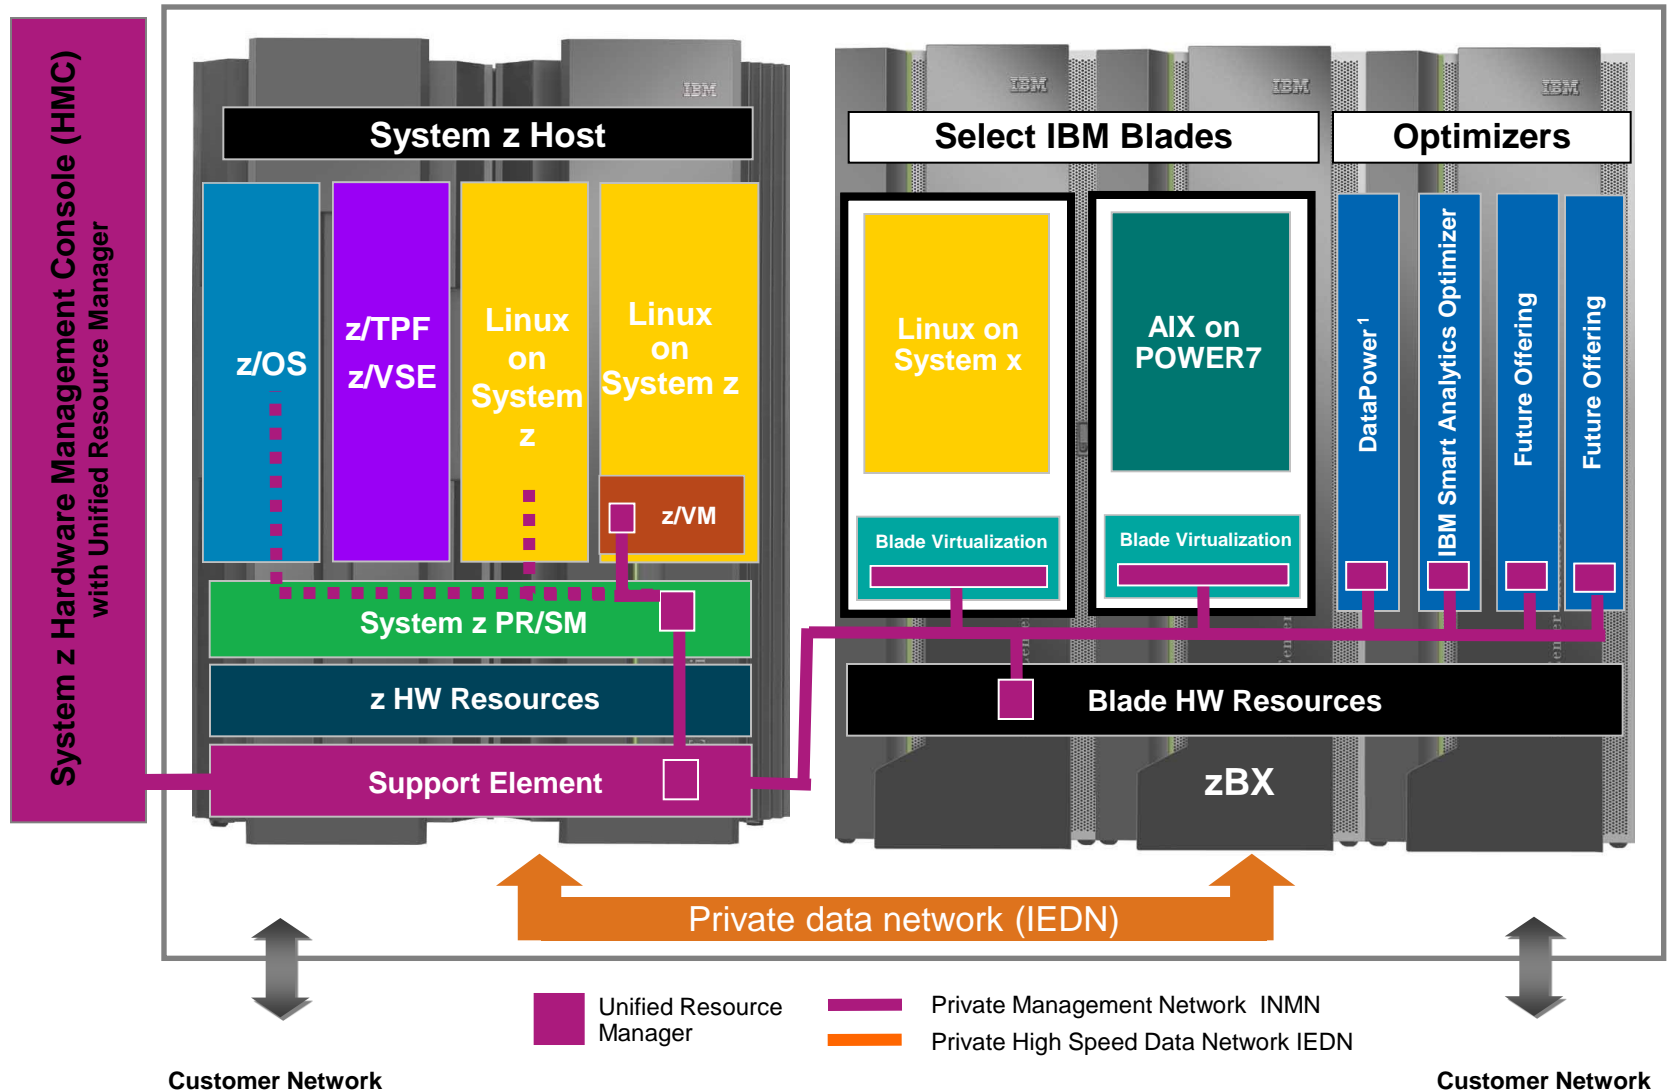 System z Hardware Management Console (HMC)
with Unified Resource Manager
IBM
IBM
IBM
IBM
System z Host
Select IBM Blades
Optimizers
z/OS
z/TPF
z/VSE
Linux
on
System
z
Linux
on
System z
z/VM
Linux on
System x
AIX on
POWER7
DataPower 1
IBM Smart Analytics Optimizer
Future Offering
Future Offering
Blade Virtualization
Blade Virtualization
System z PR/SM
z HW Resources
Blade HW Resources
Support Element
zBX
Private data network (IEDN)
Unified Resource
Manager
Private Management Network INMN
Private High Speed Data Network IEDN
Customer Network
Customer Network